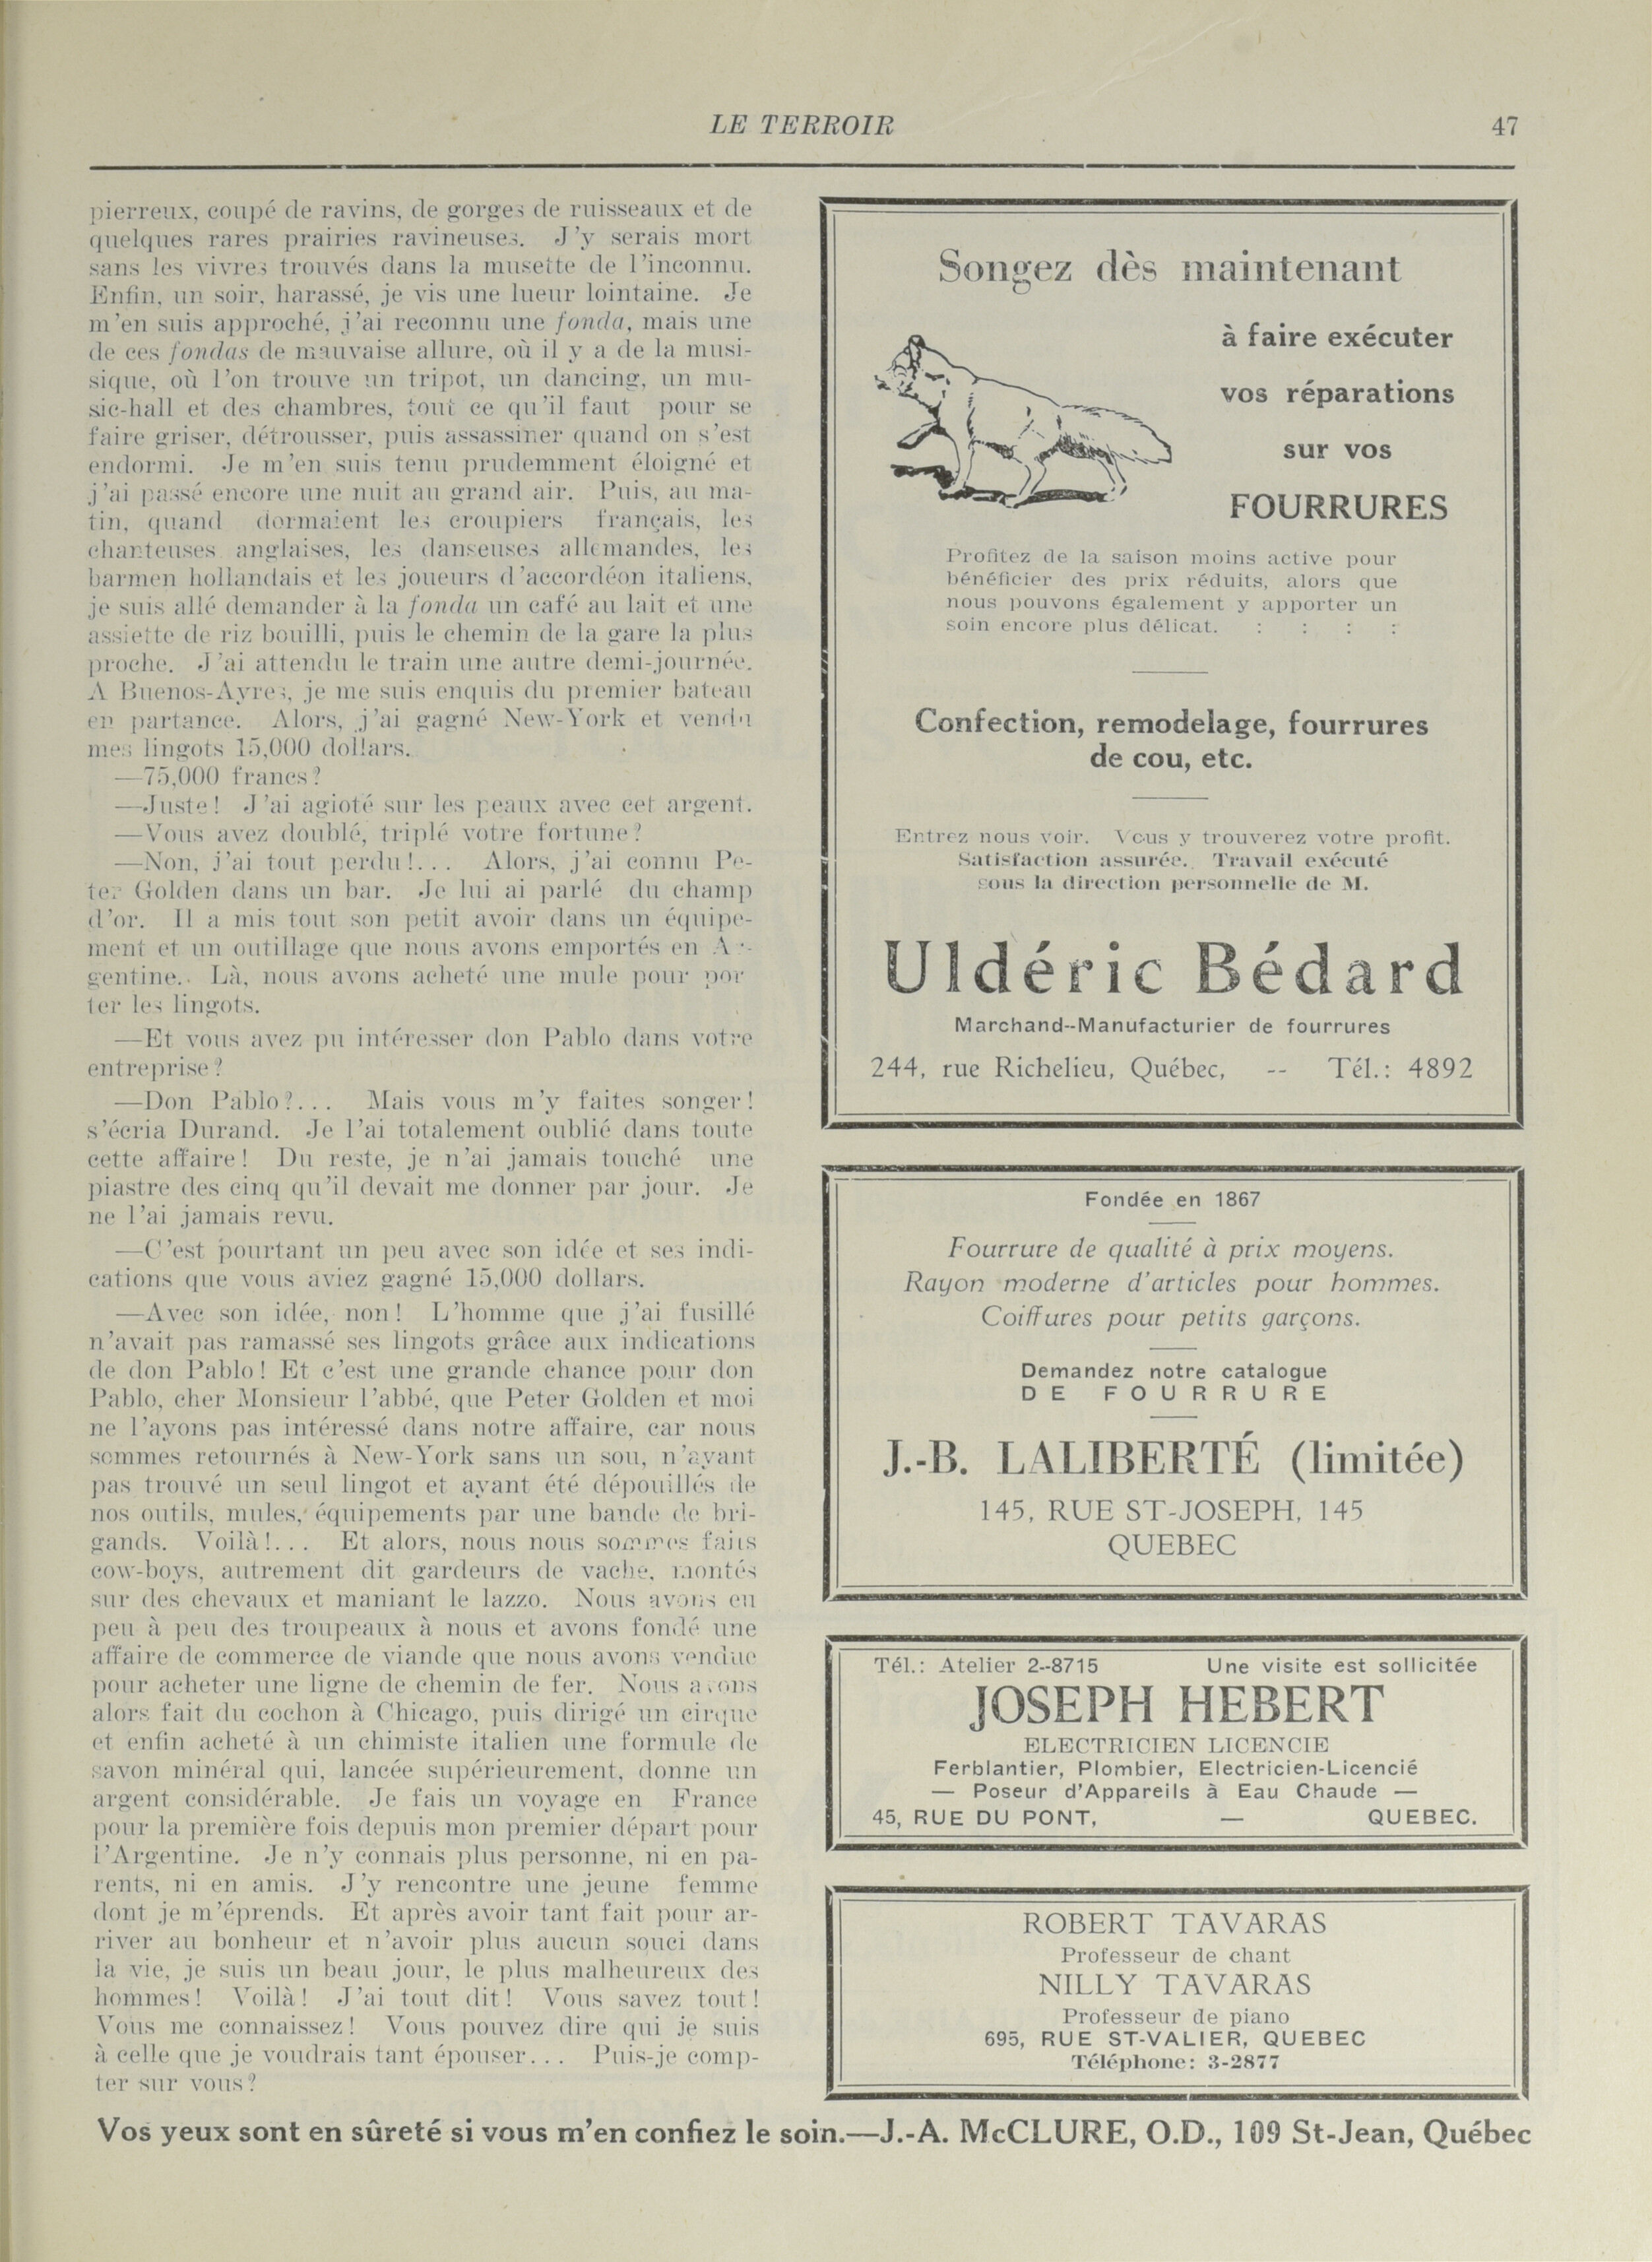 LE TERROIR
47
pierreux, coupé de ravins, de gorges de ruisseaux et de
quelques rares prairies ravineuses. J'y serais mort
sans les vivres trouvés dans la musette de l'inconnu.
Enfin, un soir, harassé, je vis une lueur lointaine. Je
m'en suis approché, j'ai reconnu une fonda, mais une
de ces fondas de mauvaise allure, où il y a de la musi-
sique, où l'on trouve un tripot, un dancing, un mu-
sic-hall et des chambres, tout ce qu'il faut pour se
faire griser, détrousser, puis assassiner quand on s'est
endormi. Je m'en suis tenu prudemment éloigné et
j'ai passé encore une nuit au grand air. Puis, au ma-
tin, quand dormaient les croupiers français, les
chanteuses anglaises, les danseuses allemandes, les
barmen hollandais et les joueurs d'accordéon italiens,
je suis allé demander à la fonda un café au lait et une
assiette de riz bouilli, puis le chemin de la gare la plus
proche. J'ai attendu le train une autre demi-journée.
A Buenos-Ayres, je me suis enquis du premier bateau
en partance. Alors, j'ai gagné New-York et vendu
mes lingots 15,000 dollars.
—75,000 francs?
—Juste! J'ai agioté sur les peaux avec cet argent.
—Vous avez doublé, triplé votre fortune?
—Non, j'ai tout perdu!... Alors, j'ai connu Pe-
ter Golden dans un bar. Je lui ai parlé du champ
d'or. Il a mis tout son petit avoir dans un équipe-
ment et un outillage que nous avons emportés en Ar-
gentine. Là, nous avons acheté une mule pour por
ter les lingots.
—Et vous avez pu intéresser don Pablo dans votre
entreprise?
—Don Pablo?... Mais vous m'y faites songer!
s'écria Durand. Je l'ai totalement oublié dans toute
cette affaire! Du reste, je n'ai jamais touché une
piastre des cinq qu'il devait me donner par jour. Je
ne l'ai jamais revu.
—C'est pourtant un peu avec son idée et ses indi-
cations que vous aviez gagné 15,000 dollars.
—Avec son idée, non! L'homme que j'ai fusillé
n'avait pas ramassé ses lingots grâce aux indications
de don Pablo! Et c'est une grande chance pour don
Pablo, cher Monsieur l'abbé, que Peter Golden et moi
ne l'ayons pas intéressé dans notre affaire, car nous
sommes retournés à New-York sans un sou, n'ayant
pas trouvé un seul lingot et ayant été dépouillés de
nos outils, mules, équipements par une bande de bri-
gands. Voilà!... Et alors, nous nous sommes faits
cow-boys, autrement dit gardeurs de vache, montés
sur des chevaux et maniant le lazzo. Nous avons eu
peu à peu des troupeaux à nous et avons fondé une
affaire de commerce de viande que nous avons vendue
pour acheter une ligne de chemin de fer. Nous avons
alors fait du cochon à Chicago, puis dirigé un cirque
et enfin acheté à un chimiste italien une formule de
savon minéral qui, lancée supérieurement, donne un
argent considérable. Je fais un voyage en France
pour la première fois depuis mon premier départ pour
l'Argentine. Je n'y connais plus personne, ni en pa-
rents, ni en amis. J'y rencontre une jeune femme
dont je m'éprends. Et après avoir tant fait pour ar-
river au bonheur et n'avoir plus aucun souci dans
la vie, je suis un beau jour, le plus malheureux des
hommes! Voilà! J'ai tout dit! Vous savez tout!
Vous me connaissez! Vous pouvez dire qui je suis
à celle que je voudrais tant épouser... Puis-je comp-
ter sur vous?
Songez dès maintenant
à faire exécuter
vos réparations
sur vos
FOURRURES
Profitez de la saison moins active pour
bénéficier des prix réduits, alors que
nous pouvons également y apporter un
soin encore plus délicat. : : : :
Confection, remodelage, fourrures
de cou, etc.
Entrez nous voir. Vous y trouverez votre profit.
Satisfaction assurée. Travail exécuté
sous la direction personnelle de M.
Uldéric Bédard
Marchand--Manufacturier de fourrures
244, rue Richelieu, Québec, -- Tél.: 4892
Fondée en 1867
Fourrure de qualité à prix moyens.
Rayon moderne d'articles pour hommes.
Coiffures pour petits garçons.
Demandez notre catalogue
DE FOURRURE
J.-B. LALIBERTÉ (limitée)
145, RUE ST-JOSEPH, 145
QUEBEC
Tél.: Atelier 2--8715 Une visite est sollicitée
JOSEPH HEBERT
ELECTRICIEN LICENCIE
Ferblantier, Plombier, Electricien-Licencié
— Poseur d'Appareils à Eau Chaude —
45, RUE DU PONT, — QUEBEC.
ROBERT TAVARAS
Professeur de chant
NILLY TAVARAS
Professeur de piano
695, RUE ST-VALIER, QUEBEC
Téléphone: 3-2877
Vos yeux sont en sûreté si vous m'en confiez le soin.—J.-A. McCLURE, O.D., 109 St-Jean, Québec